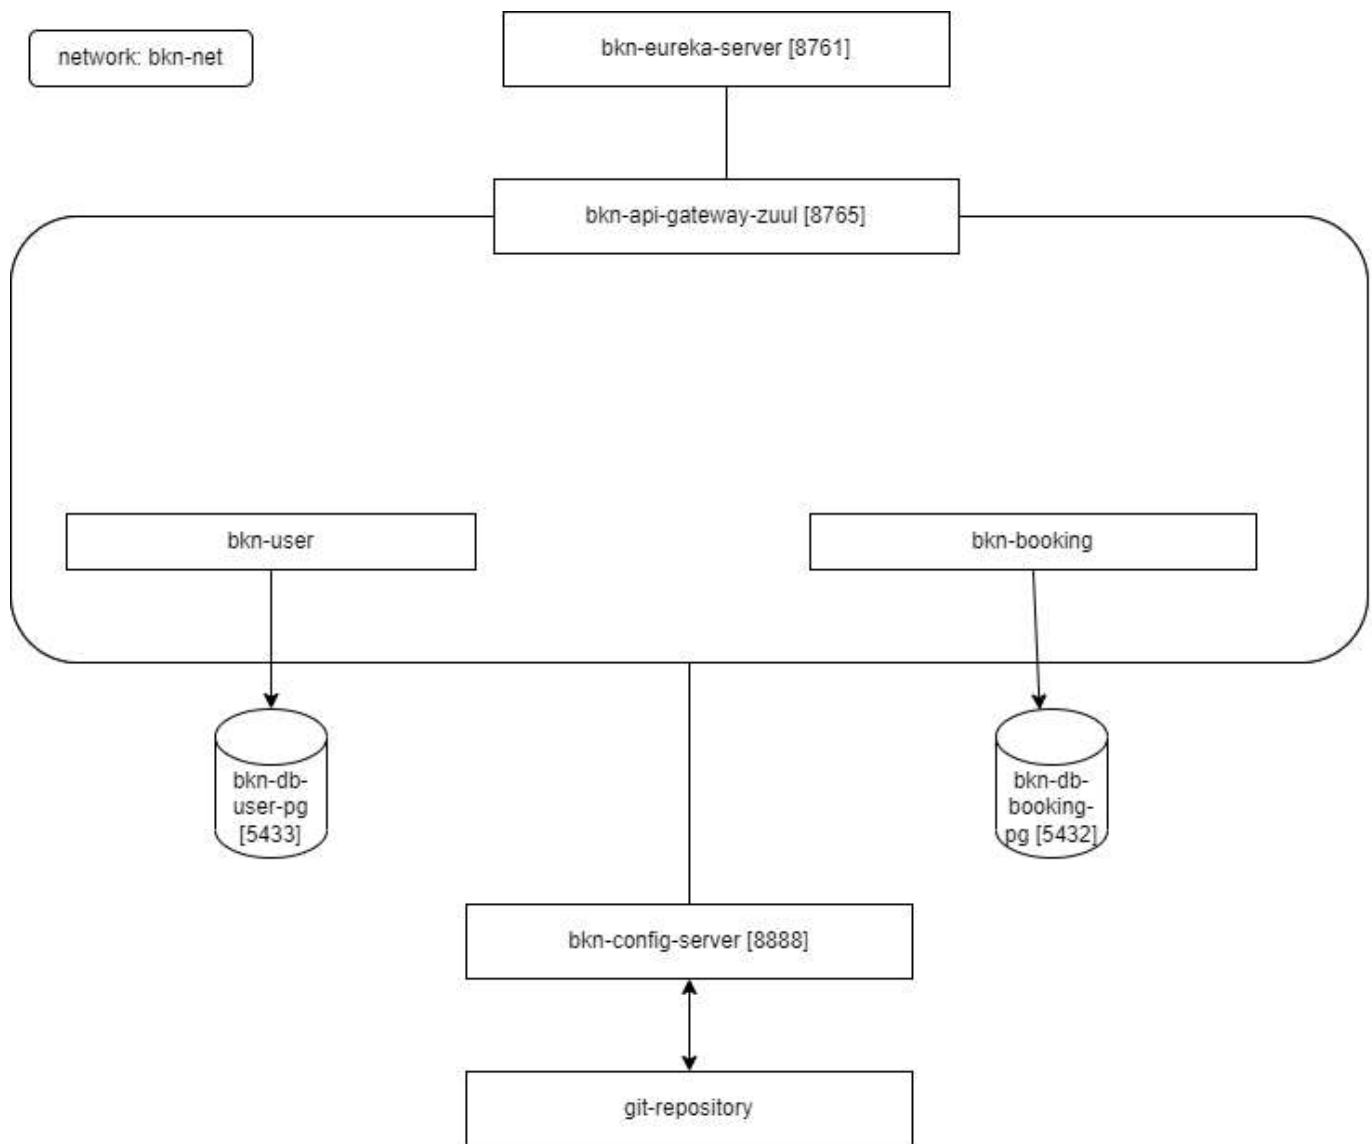 network: bkn-net
bkn-eureka-server [8761]
bkn-api-gateway-zuul [8765]
bkn-user
bkn-booking
bkn-db-
user-pg
[5433]
bkn-db-
booking-
pg [5432]
bkn-config-server [8888]
git-repository